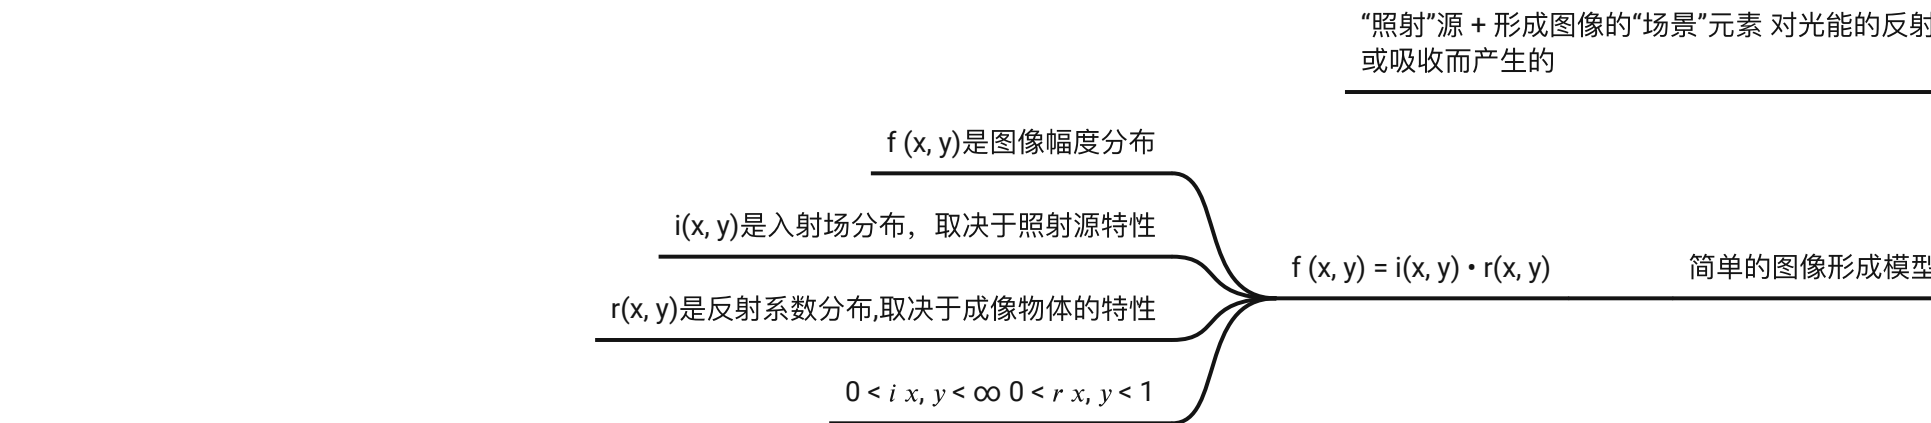 “照射”源 + 形成图像的“场景”元素 对光能的反射
或吸收而产生的
f (x, y)是图像幅度分布
i(x, y)是入射场分布，取决于照射源特性
r(x, y)是反射系数分布,取决于成像物体的特性
0 < i x, y < ∞ 0 < r x, y < 1
f (x, y) = i(x, y) • r(x, y)
简单的图像形成模型